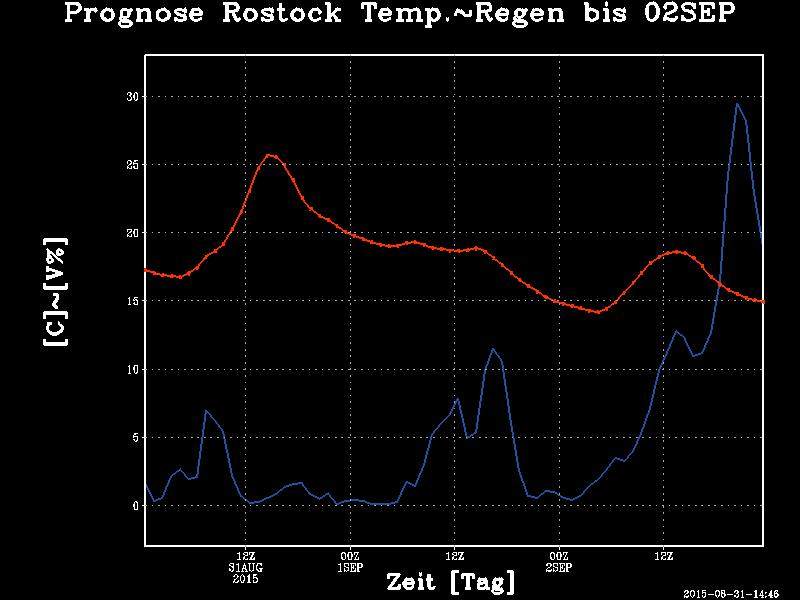 Prognose Rostock Temp.~Regen bis 02SEP
[C]~[V%]
30
25
20
15
10
5
0
12Z 00Z 12Z 00Z 12Z
31AUG 1SEP 2SEP
2015
Zeit [Tag]
2015-08-31-14:46